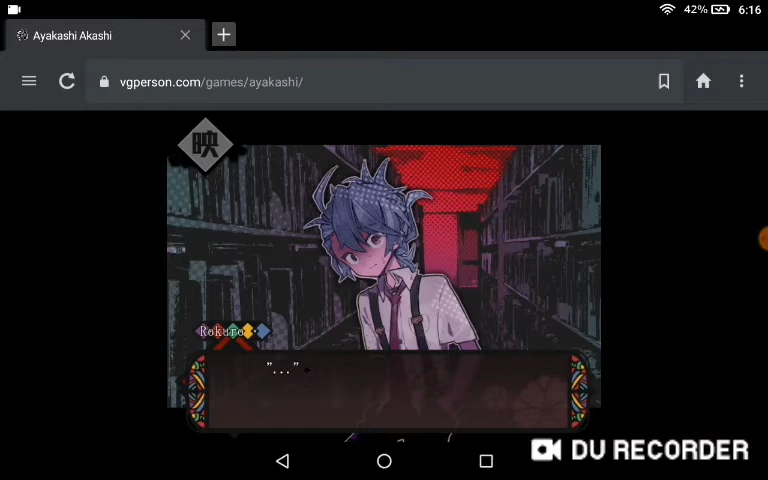 42% 6:16
Ayakashi Akashi
vgperson.com/games/ayakashi/
映
Rokuro
"..."
DU RECORDER